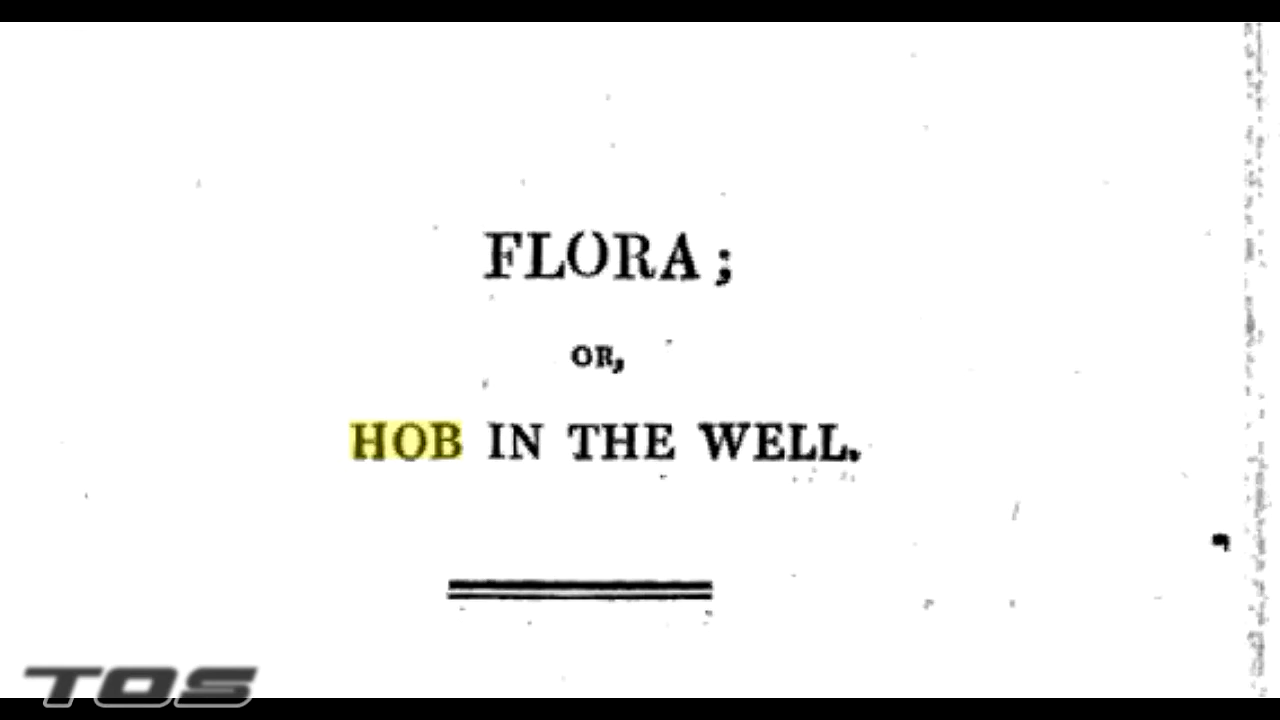 FLORA;
OR,
HOB IN THE WELL.
TOS